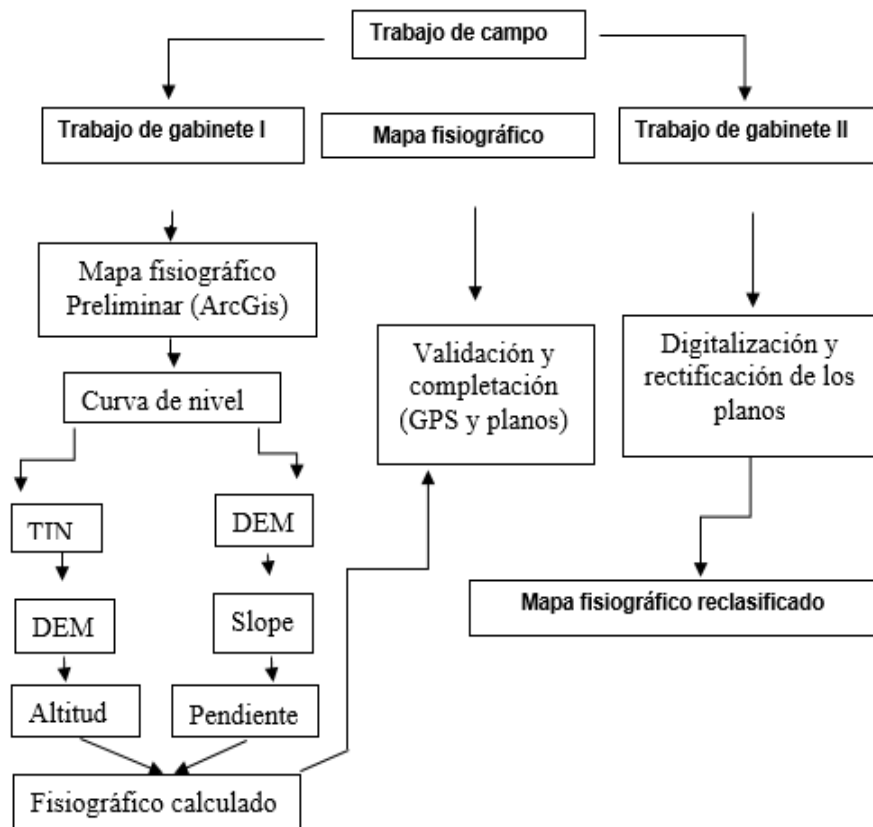 Trabajo de campo
Trabajo de gabinete I
Mapa fisiográfico
Trabajo de gabinete II
Mapa fisiográfico
Preliminar (ArcGis)
Validación y
completación
(GPS y planos)
Digitalización y
rectificación de los
planos
Curva de nivel
TIN
DEM
DEM
Slope
Mapa fisiográfico reclasificado
Altitud
Pendiente
Fisiográfico calculado